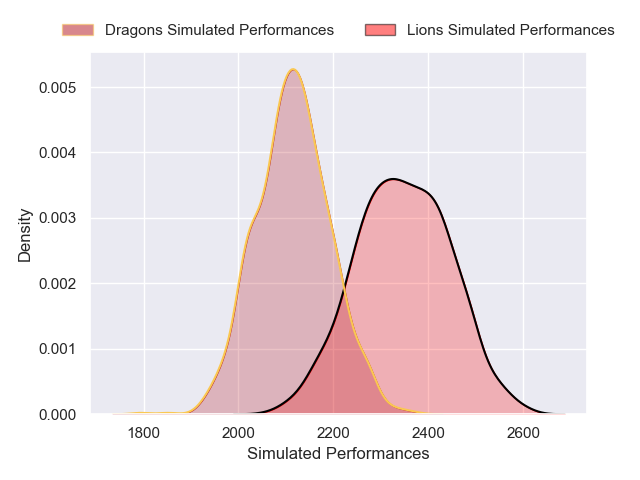 Dragons Simulated Performances Lions Simulated Performances
0.005
0.004
0.003
0.002
0.001
0.000
Density
1800 2000 2200 2400 2600
Simulated Performances